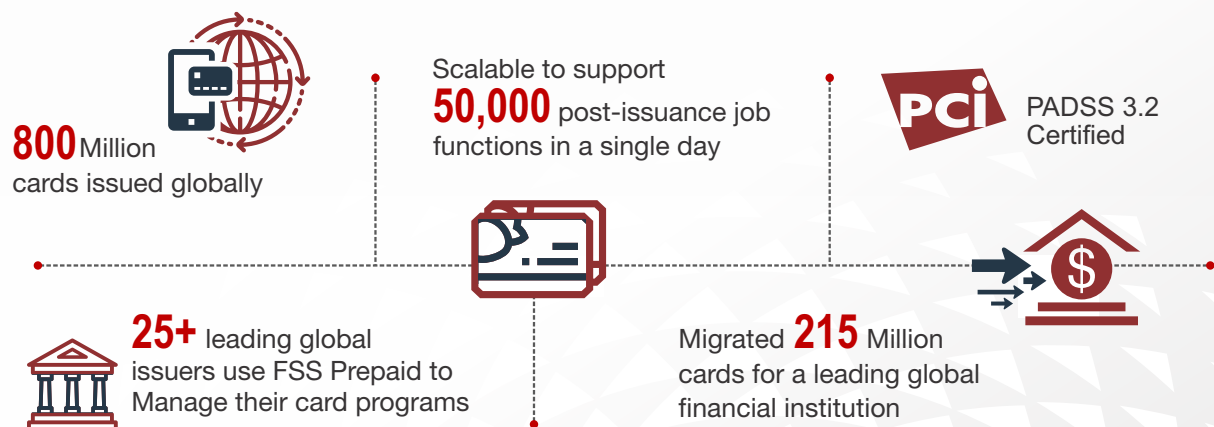 800 Million
cards issued globally
Scalable to support
50,000 post-issuance job
functions in a single day
PCi
PADSS 3.2
Certified
25+ leading global
issuers use FSS Prepaid to
Manage their card programs
Migrated 215 Million
cards for a leading global
financial institution
$